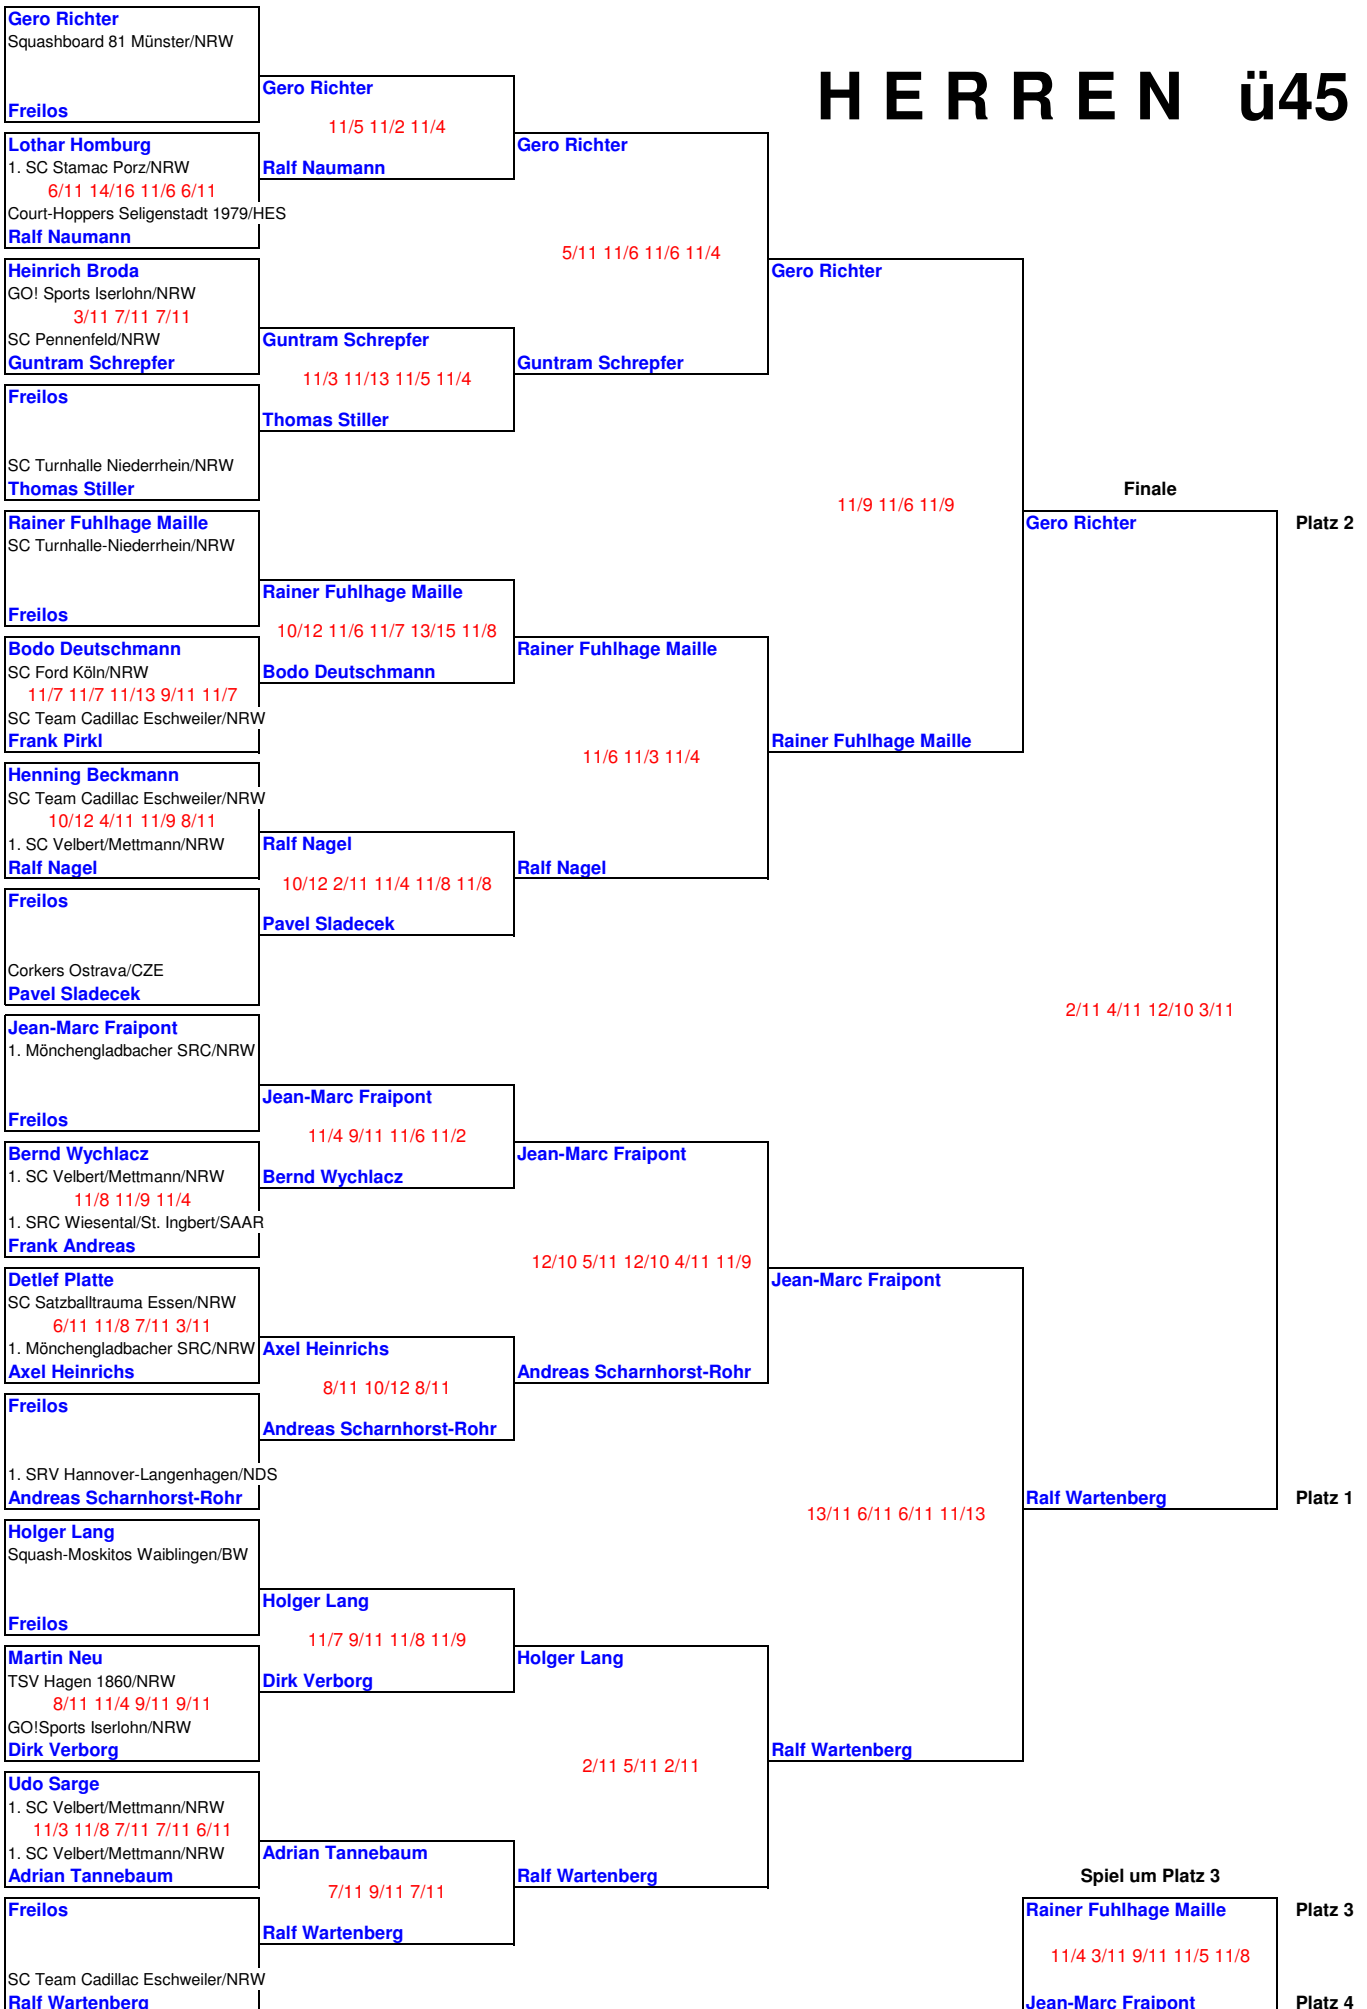 HERREN ü45
Gero Richter
Squashboard 81 Münster/NRW
Freilos
Lothar Homburg
1. SC Stamac Porz/NRW
6/11 14/16 11/6 6/11
Court-Hoppers Seligenstadt 1979/HES
Ralf Naumann
Heinrich Broda
GO! Sports Iserlohn/NRW
3/11 7/11 7/11
SC Pennenfeld/NRW
Guntram Schrepfer
Freilos
SC Turnhalle Niederrhein/NRW
Thomas Stiller
Rainer Fuhlhage Maille
SC Turnhalle-Niederrhein/NRW
Freilos
Bodo Deutschmann
SC Ford Köln/NRW
11/7 11/7 11/13 9/11 11/7
SC Team Cadillac Eschweiler/NRW
Frank Pirkl
Henning Beckmann
SC Team Cadillac Eschweiler/NRW
10/12 4/11 11/9 8/11
1. SC Velbert/Mettmann/NRW
Ralf Nagel
Freilos
Corkers Ostrava/CZE
Pavel Sladecek
Jean-Marc Fraipont
1. Mönchengladbacher SRC/NRW
Freilos
Bernd Wychlacz
1. SC Velbert/Mettmann/NRW
11/8 11/9 11/4
1. SRC Wiesental/St. Ingbert/SAAR
Frank Andreas
Detlef Platte
SC Satzballtrauma Essen/NRW
6/11 11/8 7/11 3/11
1. Mönchengladbacher SRC/NRW
Axel Heinrichs
Freilos
1. SRV Hannover-Langenhagen/NDS
Andreas Scharnhorst-Rohr
Holger Lang
Squash-Moskitos Waiblingen/BW
Freilos
Martin Neu
TSV Hagen 1860/NRW
8/11 11/4 9/11 9/11
GO!Sports Iserlohn/NRW
Dirk Verborg
Udo Sarge
1. SC Velbert/Mettmann/NRW
11/3 11/8 7/11 7/11 6/11
1. SC Velbert/Mettmann/NRW
Adrian Tannebaum
Freilos
SC Team Cadillac Eschweiler/NRW
Ralf Wartenberg
Gero Richter
11/5 11/2 11/4
Ralf Naumann
Guntram Schrepfer
11/3 11/13 11/5 11/4
Thomas Stiller
Rainer Fuhlhage Maille
10/12 11/6 11/7 13/15 11/8
Bodo Deutschmann
Ralf Nagel
10/12 2/11 11/4 11/8 11/8
Pavel Sladecek
Jean-Marc Fraipont
11/4 9/11 11/6 11/2
Bernd Wychlacz
Axel Heinrichs
8/11 10/12 8/11
Andreas Scharnhorst-Rohr
Holger Lang
11/7 9/11 11/8 11/9
Dirk Verborg
Adrian Tannebaum
7/11 9/11 7/11
Ralf Wartenberg
Gero Richter
5/11 11/6 11/6 11/4
Guntram Schrepfer
Rainer Fuhlhage Maille
11/6 11/3 11/4
Ralf Nagel
Jean-Marc Fraipont
12/10 5/11 12/10 4/11 11/9
Andreas Scharnhorst-Rohr
Holger Lang
2/11 5/11 2/11
Ralf Wartenberg
Gero Richter
11/9 11/6 11/9
Rainer Fuhlhage Maille
Jean-Marc Fraipont
13/11 6/11 6/11 11/13
Ralf Wartenberg
Finale
Gero Richter Platz 2
2/11 4/11 12/10 3/11
Ralf Wartenberg Platz 1
Spiel um Platz 3
Rainer Fuhlhage Maille Platz 3
11/4 3/11 9/11 11/5 11/8
Jean-Marc Fraipont Platz 4